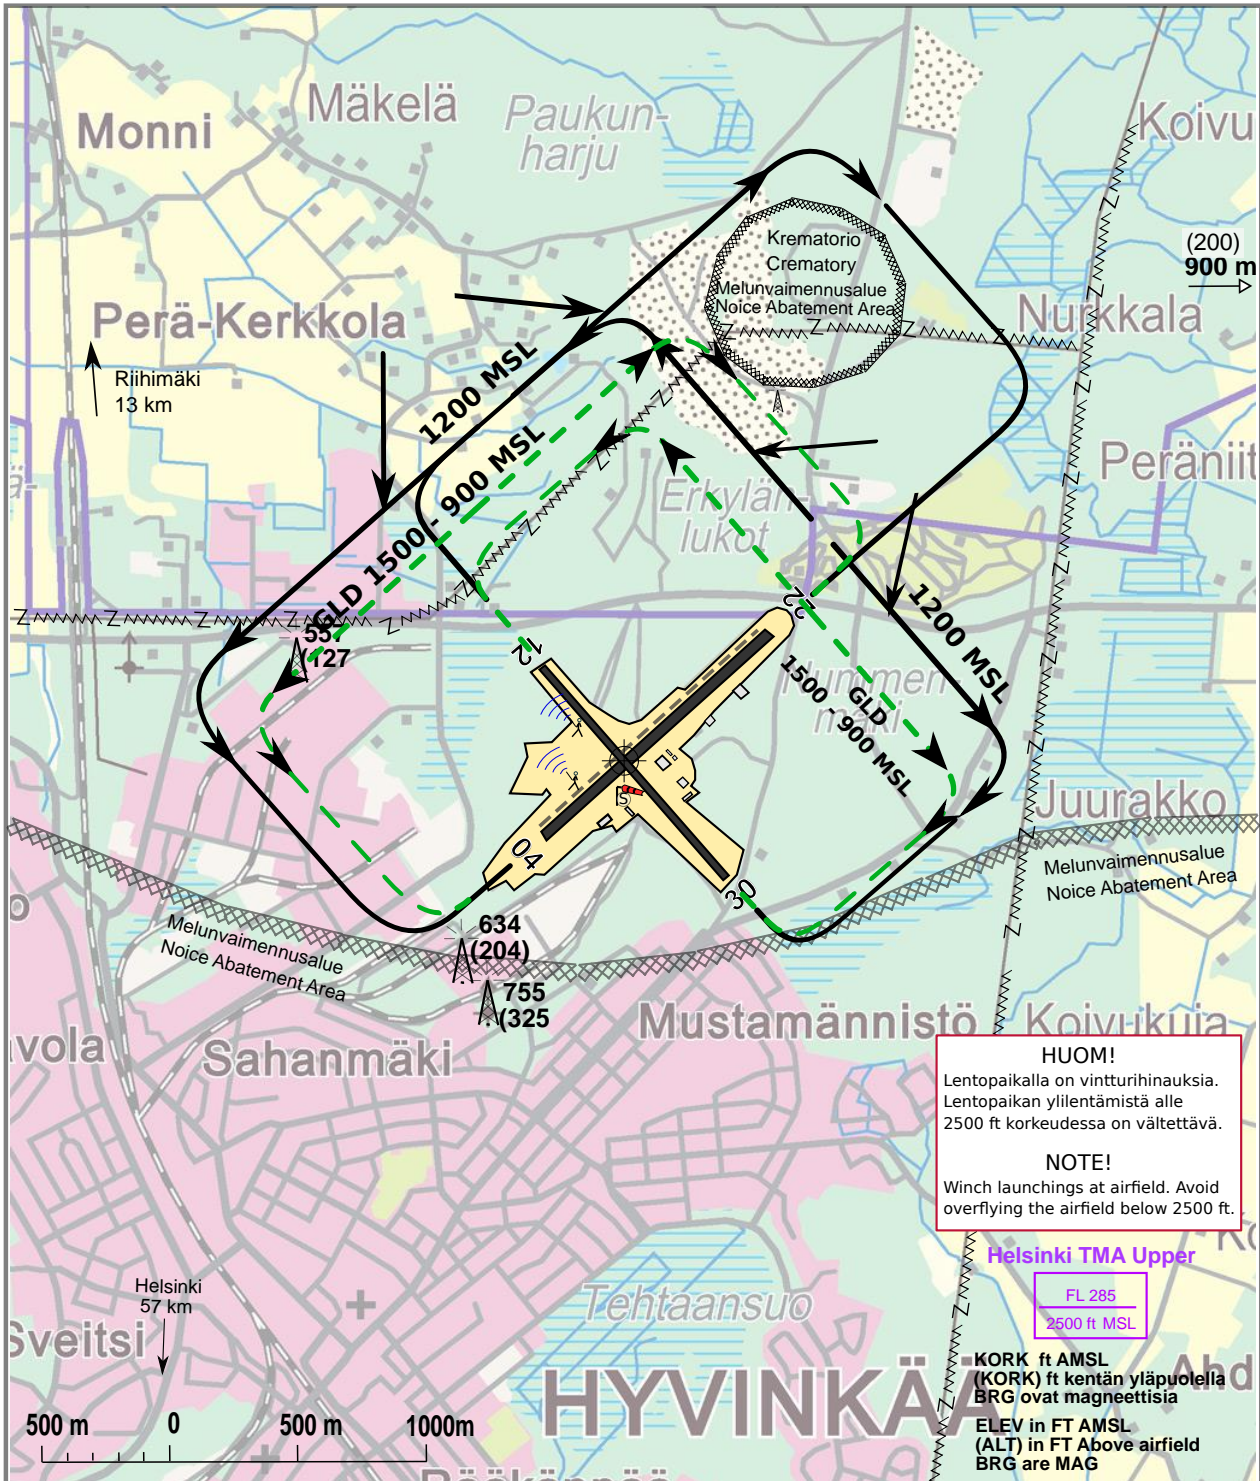 Mäkelä
Monni
Paukun-
harju
Koivu
Krematorio
Crematory
Melunvaimennusalue
Noice Abatement Area
(200)
900 m
Perä-Kerkkola
Nurkkala
Riihimäki
13 km
1200 MSL
GLD 1500 - 900 MSL
Peräniit
Erkylän-
lukot
(127
12
22
1200 MSL
Nummen-
mäki
GLD
1500 - 900 MSL
S
Juurakko
04
30
Melunvaimennusalue
Noice Abatement Area
Melunvaimennusalue
Noice Abatement Area
634
(204)
755
(325
Mustamännistö
Koivukuja
vola
Sahanmäki
HUOM!
Lentopaikalla on vintturihinauksia.
Lentopaikan ylilentämistä alle
2500 ft korkeudessa on vältettävä.
NOTE!
Winch launchings at airfield. Avoid
overflying the airfield below 2500 ft.
Helsinki TMA Upper
FL 285
2500 ft MSL
Helsinki
57 km
Tehtaansuo
Sveitsi
HYVINKÄÄ
Ahd
KORK ft AMSL
(KORK) ft kentän yläpuolella
BRG ovat magneettisia
ELEV in FT AMSL
(ALT) in FT Above airfield
BRG are MAG
500 m 0 500 m 1000m